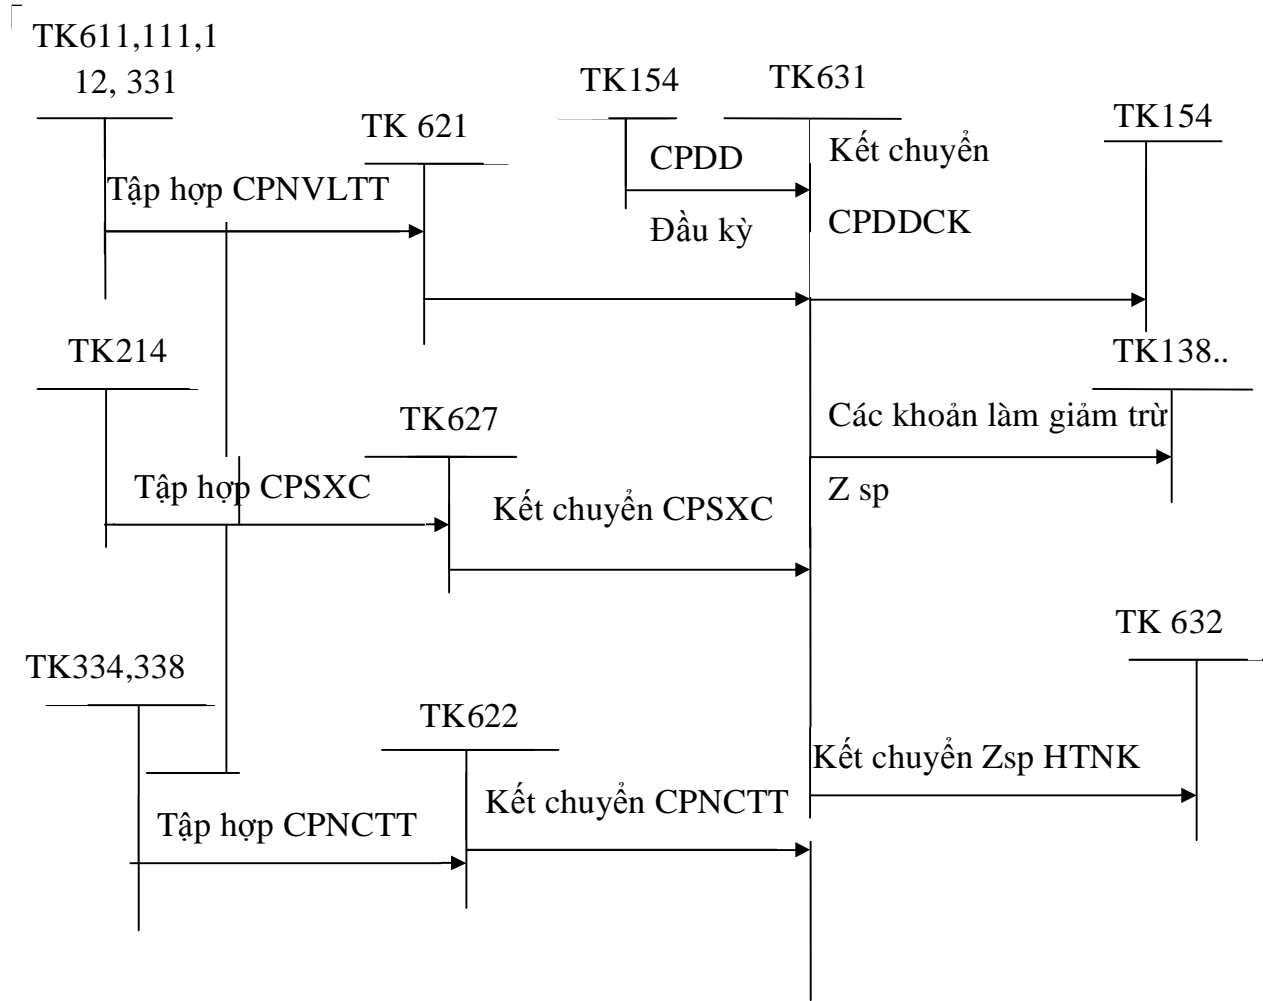 TK611,111,1
12, 331
TK154
TK631
TK154
TK 621
CPDD
Kết chuyển
Tập hợp CPNVLTT
Đầu kỳ
CPDDCK
TK214
TK138..
TK627
Các khoản làm giảm trừ
Tập hợp CPSXC
Kết chuyển CPSXC
Z sp
TK 632
TK334,338
TK622
Kết chuyển Zsp HTNK
Kết chuyển CPNCTT
Tập hợp CPNCTT